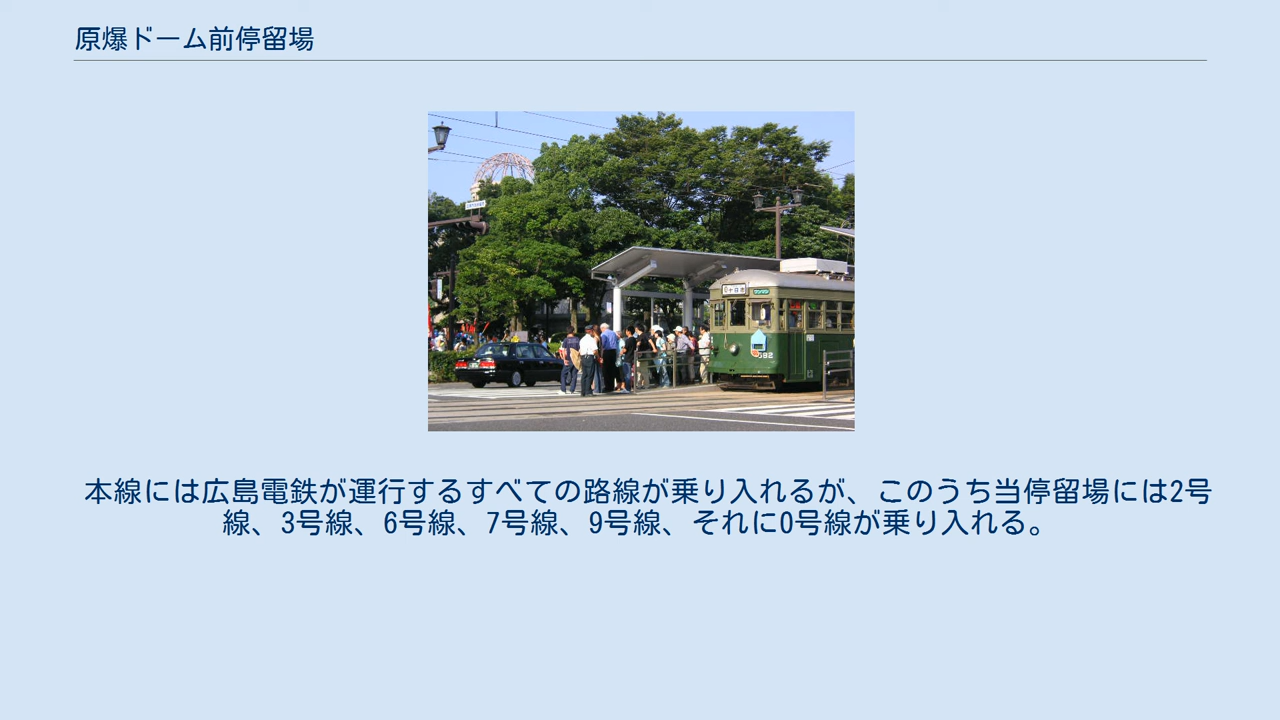 原爆ドーム前停留場
582
本線には広島電鉄が運行するすべての路線が乗り入れるが、このうち当停留場には2号
線、3号線、6号線、7号線、9号線、それに0号線が乗り入れる。